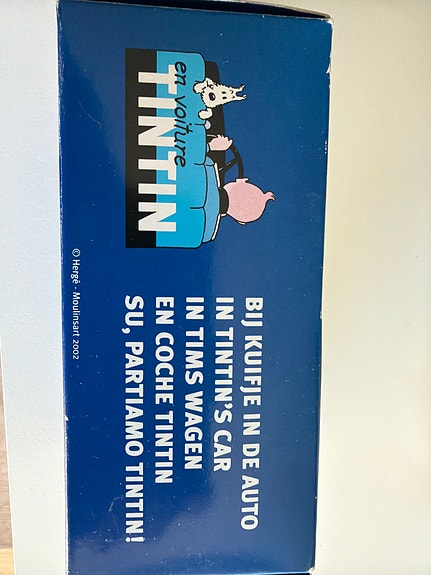 en voiture
TINTIN
BIJ KUIFJE IN DE AUTO
IN TINTIN'S CAR
IN TIMS WAGEN
EN COCHE TINTIN
SU, PARTIAMO TINTIN!
© Hergé - Moulinsart 2002